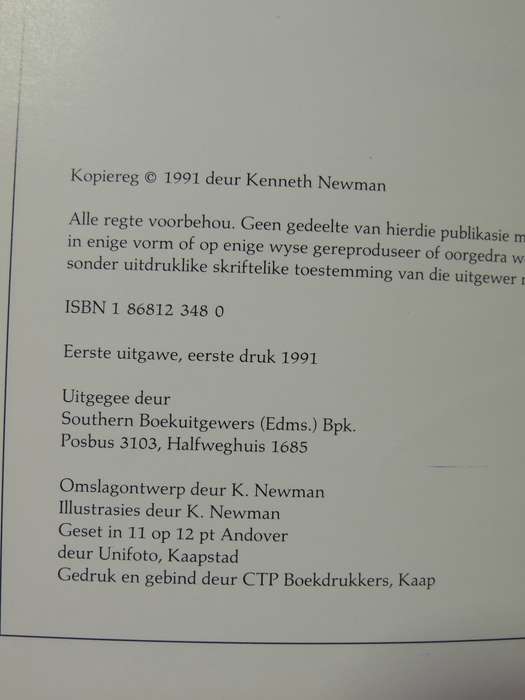 Kopiereg © 1991 deur Kenneth Newman
Alle regte voorbehou. Geen gedeelte van hierdie publikasie
in enige vorm of op enige wyse gereproduseer of oorgedra
sonder uitdruklike skriftelike toestemming van die uitgewer
ISBN 1 86812 348 0
Eerste uitgawe, eerste druk 1991
Uitgegee deur
Southern Boekuitgewers (Edms.) Bpk.
Posbus 3103, Halfweghuis 1685
Omslagontwerp deur K. Newman
Illustrasies deur K. Newman
Geset in 11 op 12 pt Andover
deur Unifoto, Kaapstad
Gedruk en gebind deur CTP Boekdrukkers, Kaap